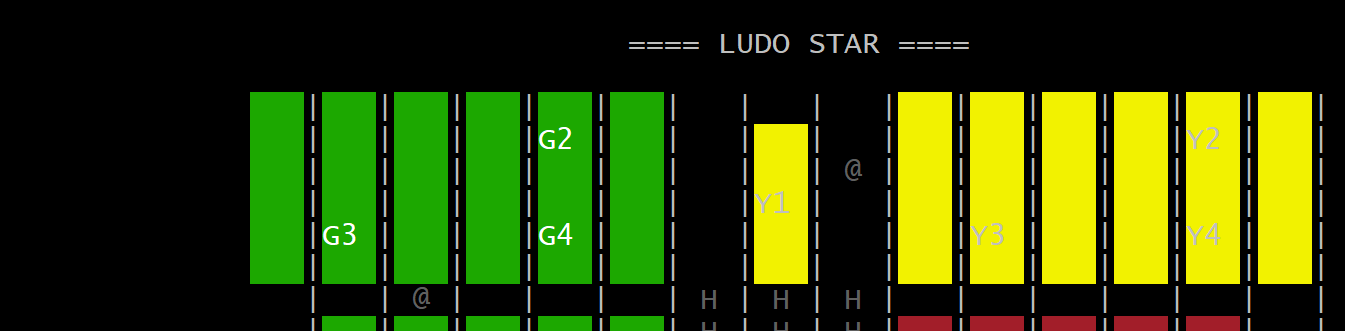 ==== LUDO STAR ====
| | | | | | | | | | | | | | |
| | | |G2 | | | | | | | |Y2 | |
| | | | | | | | @ | | | | | | |
| | | | | | |Y1 | | | | | | | |
|G3 | | |G4 | | | | | |Y3 | | |Y4 | |
| | | | | | | | | | | | | | |
| | @ | | | | H | H | H | | | | | | |
| | | | | | H | H | H | | | | | | |